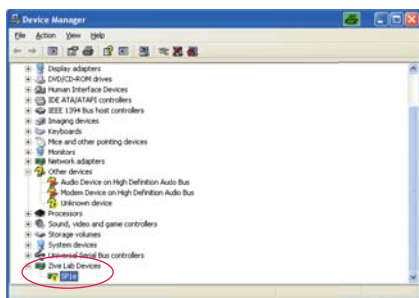 Device Manager
File Action View Help
Display adapters
DVD/CD-ROM drives
Human Interface Devices
IDE ATA/ATAPI controllers
IEEE 1394 Bus host controllers
Imaging devices
Keyboards
Mice and other pointing devices
Monitors
Network adapters
Other devices
Audio Device on High Definition Audio Bus
Modem Device on High Definition Audio Bus
Unknown device
Processors
Sound, video and game controllers
Storage volumes
System devices
Universal Serial Bus controllers
Zive Lab Devices
SP1e